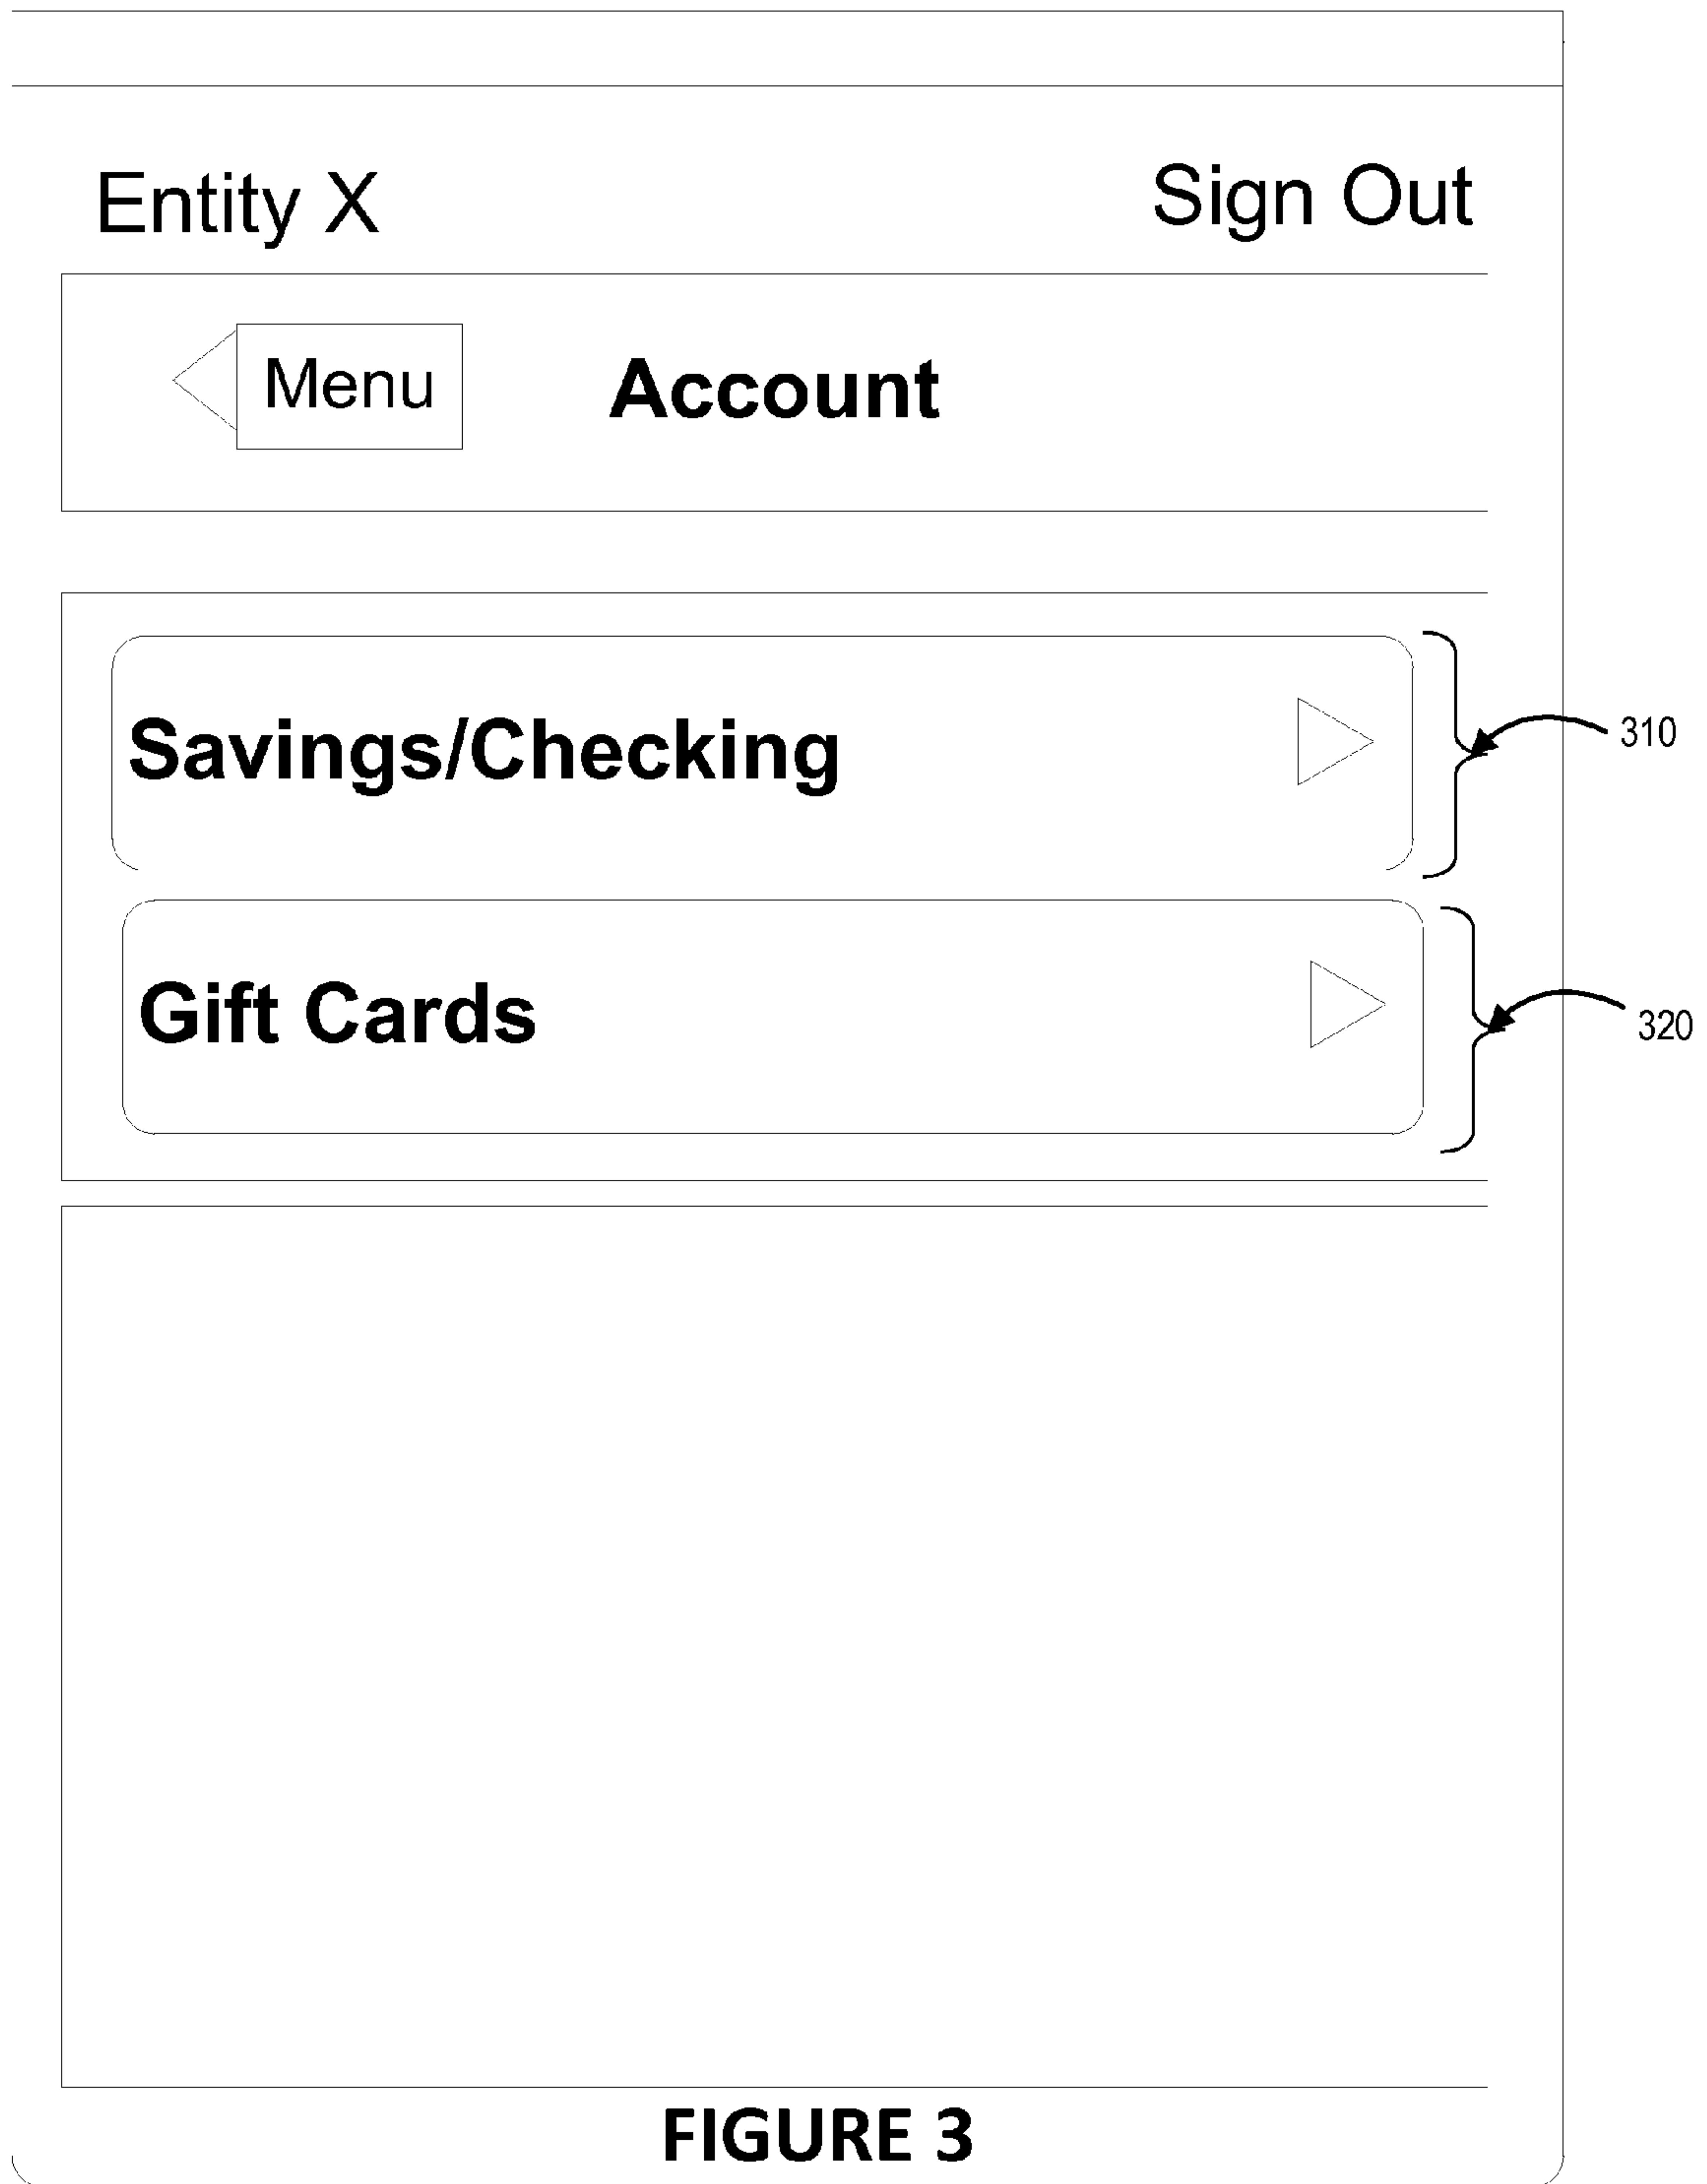 Entity X Sign Out
Menu Account
Savings/Checking
310
Gift Cards
320
FIGURE 3